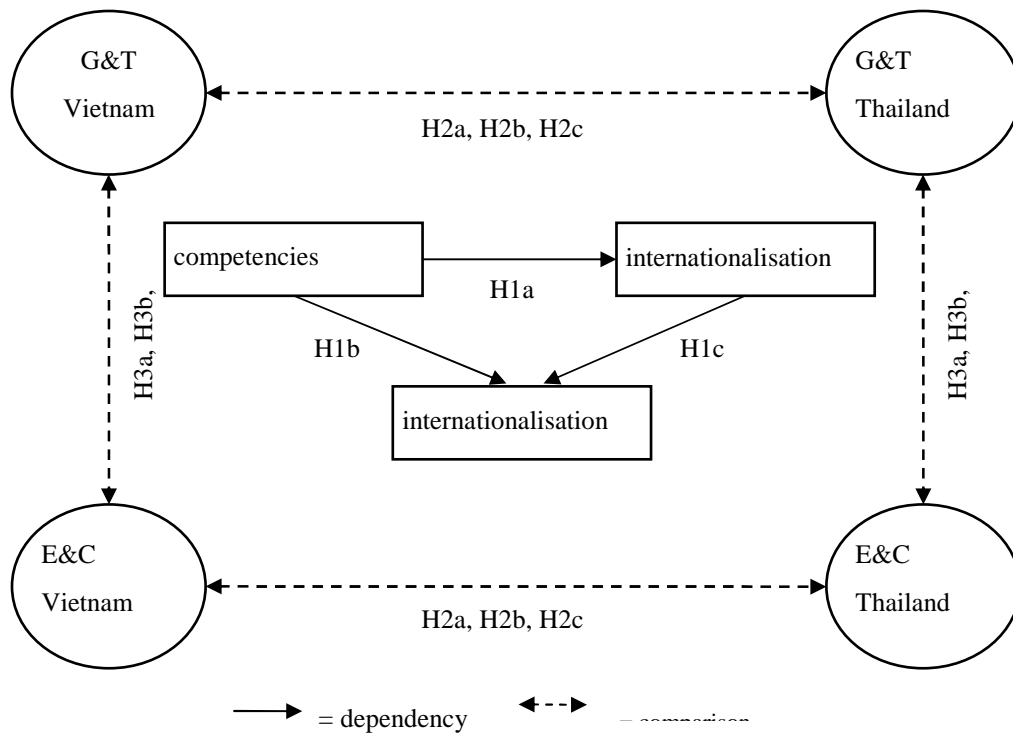 G&T
Vietnam
G&T
Thailand
H2a, H2b, H2c
competencies
internationalisation
H1a
H3a, H3b,
H3a, H3b,
H1b
H1c
internationalisation
E&C
Vietnam
E&C
Thailand
H2a, H2b, H2c
= dependency
= comparison